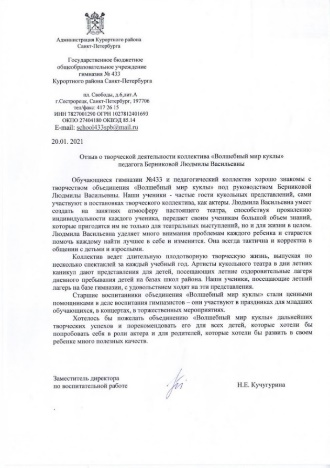 Администрация Курортного района
Санкт-Петербурга
Государственное бюджетное
общеобразовательное учреждение
гимназия № 433
Курортного района Санкт-Петербурга
пл. Свободы, д.6,лит.А
г.Сестрорецк, Санкт-Петербург, 197700
тел/факс 417 26 15
ИНН 7827001290 ОГРН 1027812401693
ОКПО 27404180 ОКВЭД 85.14
E-mail: school433spb@mail.ru
20.01. 2021
Отзыв о творческой деятельности коллектива «Волшебный мир куклы»
педагога Берниковой Людмилы Васильевны
Обучающиеся гимназии №433 и педагогический коллектив хорошо знакомы с
творчеством объединения «Волшебный мир куклы» под руководством Берниковой
Людмилы Васильевны. Наши ученики - частые гости кукольных представлений, сами
участвуют в постановках творческого коллектива, как актеры. Людмила Васильевна умеет
создать на занятиях атмосферу настоящего театра, способствуя проявлению
индивидуальности каждого ученика, передает своим ученикам большой объем знаний,
которые пригодятся им не только для театральных выступлений, но и для жизни в целом.
Людмила Васильевна уделяет много внимания проблемам каждого ребенка и старается
помочь каждому найти лучшее в себе и изменится. Она всегда тактична и корректна в
общении с детьми и взрослыми.
Коллектив ведет длительную плодотворную творческую жизнь, выпуская по
несколько спектаклей за каждый учебный год. Артисты кукольного театра в дни летних
каникул дают представления для детей, посещающих летние оздоровительные лагеря
дневного пребывания детей на базах школ района. Наши ученики, посещающие летний
лагерь на базе гимназии, с удовольствием ходят на эти представления.
Старшие воспитанники объединения «Волшебный мир куклы» стали ценными
помощниками в деле воспитания гимназистов – они участвуют в праздниках для младших
обучающихся, в концертах, в торжественных мероприятиях.
Хотелось бы пожелать объединению «Волшебный мир куклы» дальнейших
творческих успехов и порекомендовать его для всех детей, которые хотели бы
попробовать себя в роли актера и для родителей, которые хотели бы развить в своем
ребенке много полезных качеств.
Заместитель директора
по воспитательной работе Н.Е. Кучугурина